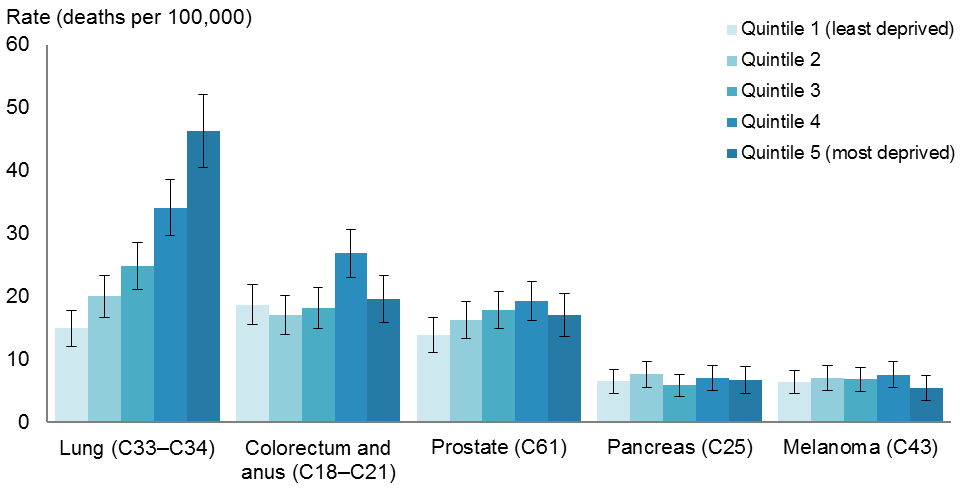 Rate (deaths per 100,000)
60
50
40
30
20
10
0
Quintile 1 (least deprived)
Quintile 2
Quintile 3
Quintile 4
Quintile 5 (most deprived)
Lung (C33–C34)
Colorectum and
anus (C18–C21)
Prostate (C61)
Pancreas (C25)
Melanoma (C43)